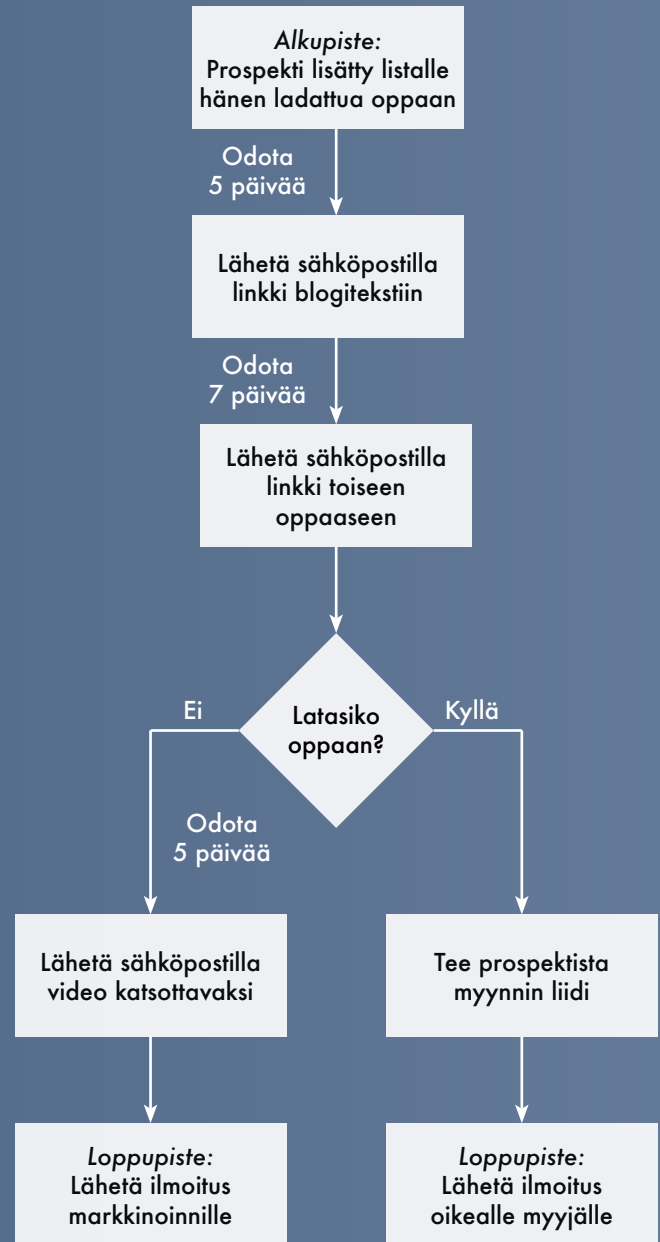 Alkupiste:
Prospekti lisätty listalle
hänen ladattua oppaan
Odota
5 päivää
Lähetä sähköpostilla
linkki blogitekstiin
Odota
7 päivää
Lähetä sähköpostilla
linkki toiseen
oppaaseen
Latasiko
oppaan?
Ei
Kyllä
Odota
5 päivää
Lähetä sähköpostilla
video katsottavaksi
Tee prospektista
myynnin liidi
Loppupiste:
Lähetä ilmoitus
markkinoinnille
Loppupiste:
Lähetä ilmoitus
oikealle myyjälle